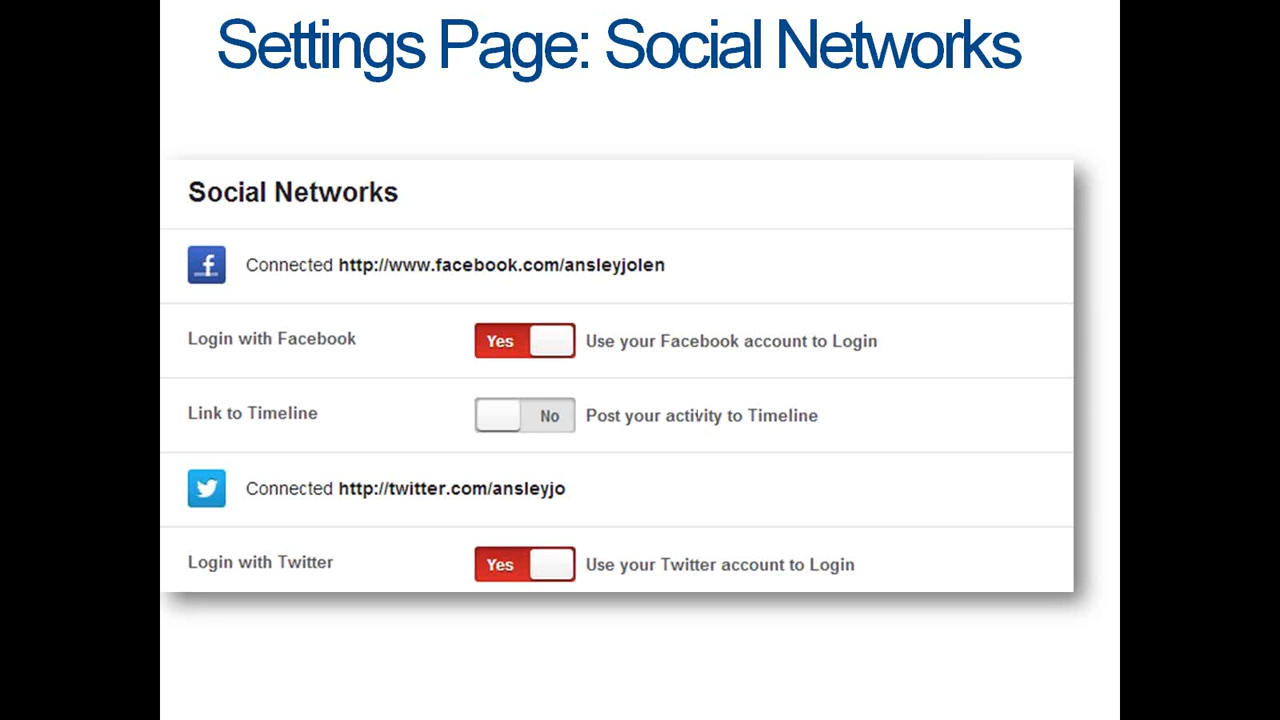 Settings Page: Social Networks
Social Networks
Connected http://www.facebook.com/ansleyjolen
Login with Facebook Yes Use your Facebook account to Login
Link to Timeline No Post your activity to Timeline
Connected http://twitter.com/ansleyjo
Login with Twitter Yes Use your Twitter account to Login